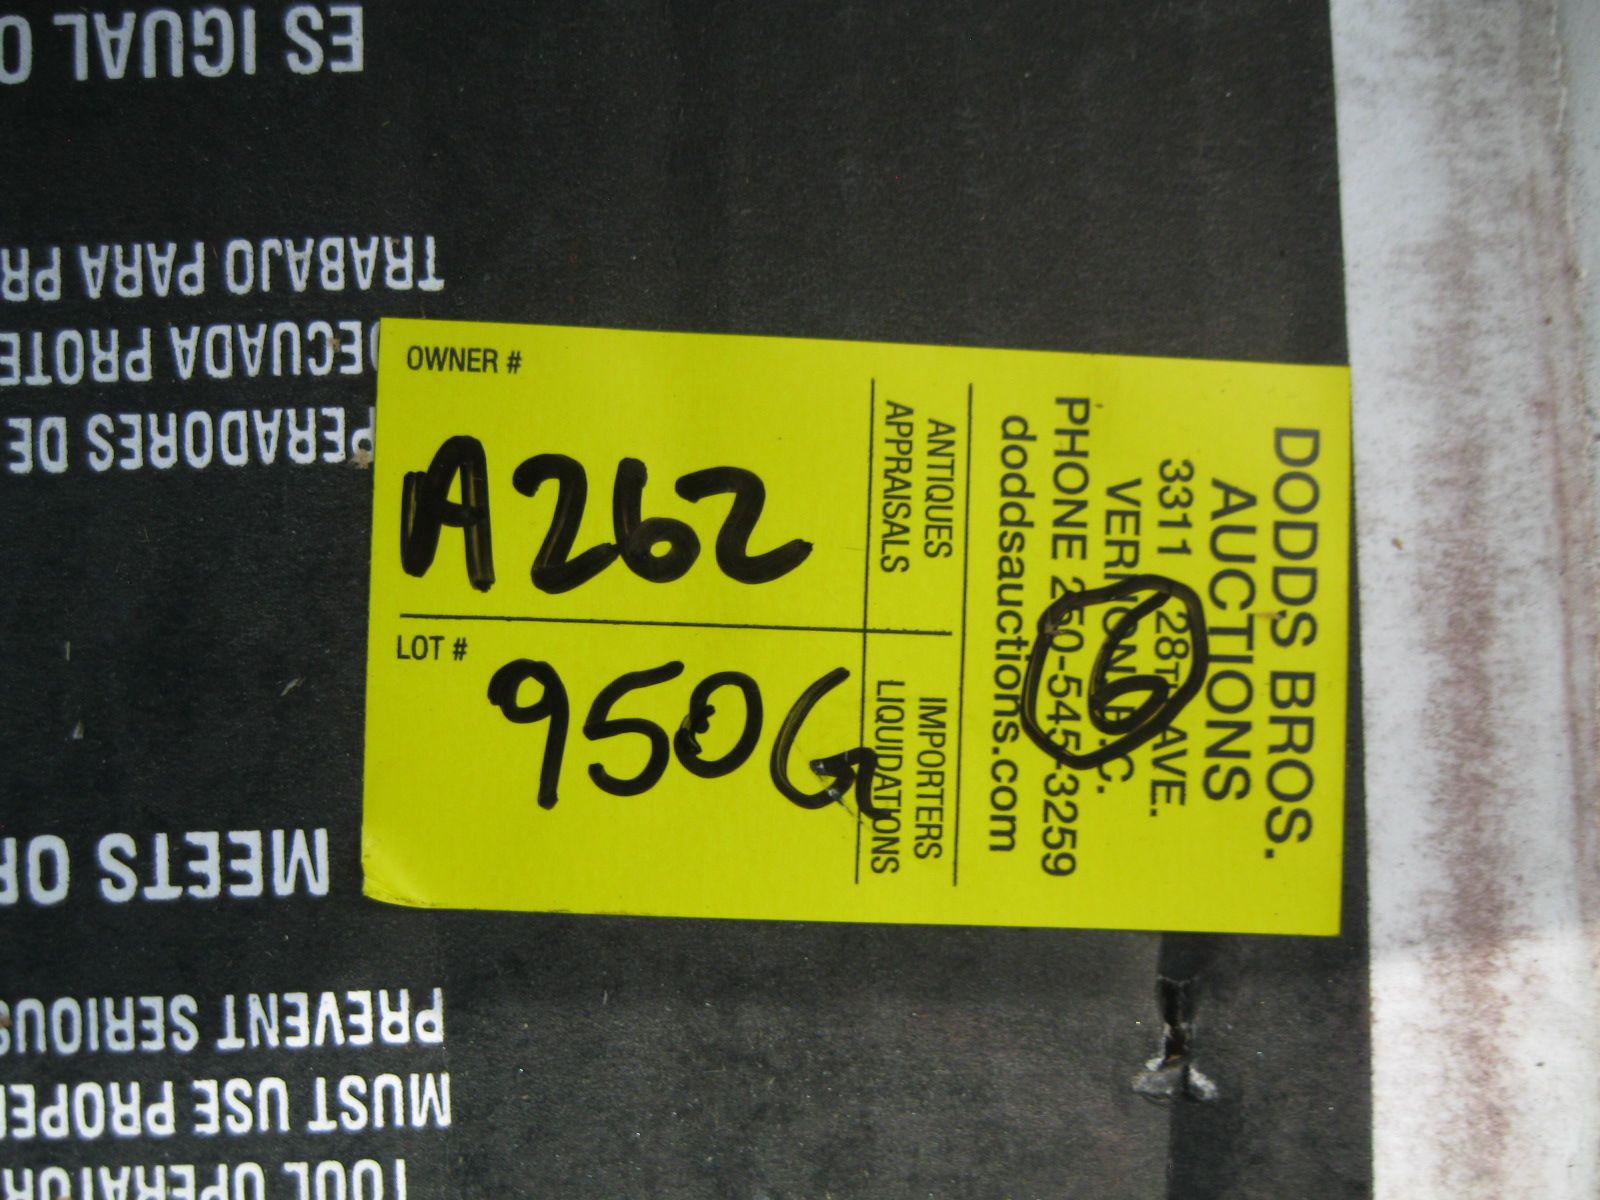 OWNER #
A262
LOT #
950G
ANTIQUES
APPRAISALS
IMPORTERS
LIQUIDATIONS
DODDS BROS.
AUCTIONS
3311 28TH AVE.
VERNON, B.C.
PHONE 250-545-3259
doddsauctions.com
6
TOOL OPERATOR
MUST USE PROPER
PREVENT SERIOUS
MEETS OR
PERADORES DE
DECUADA PROTE
TRABAJO PARA PR
ES IGUAL O